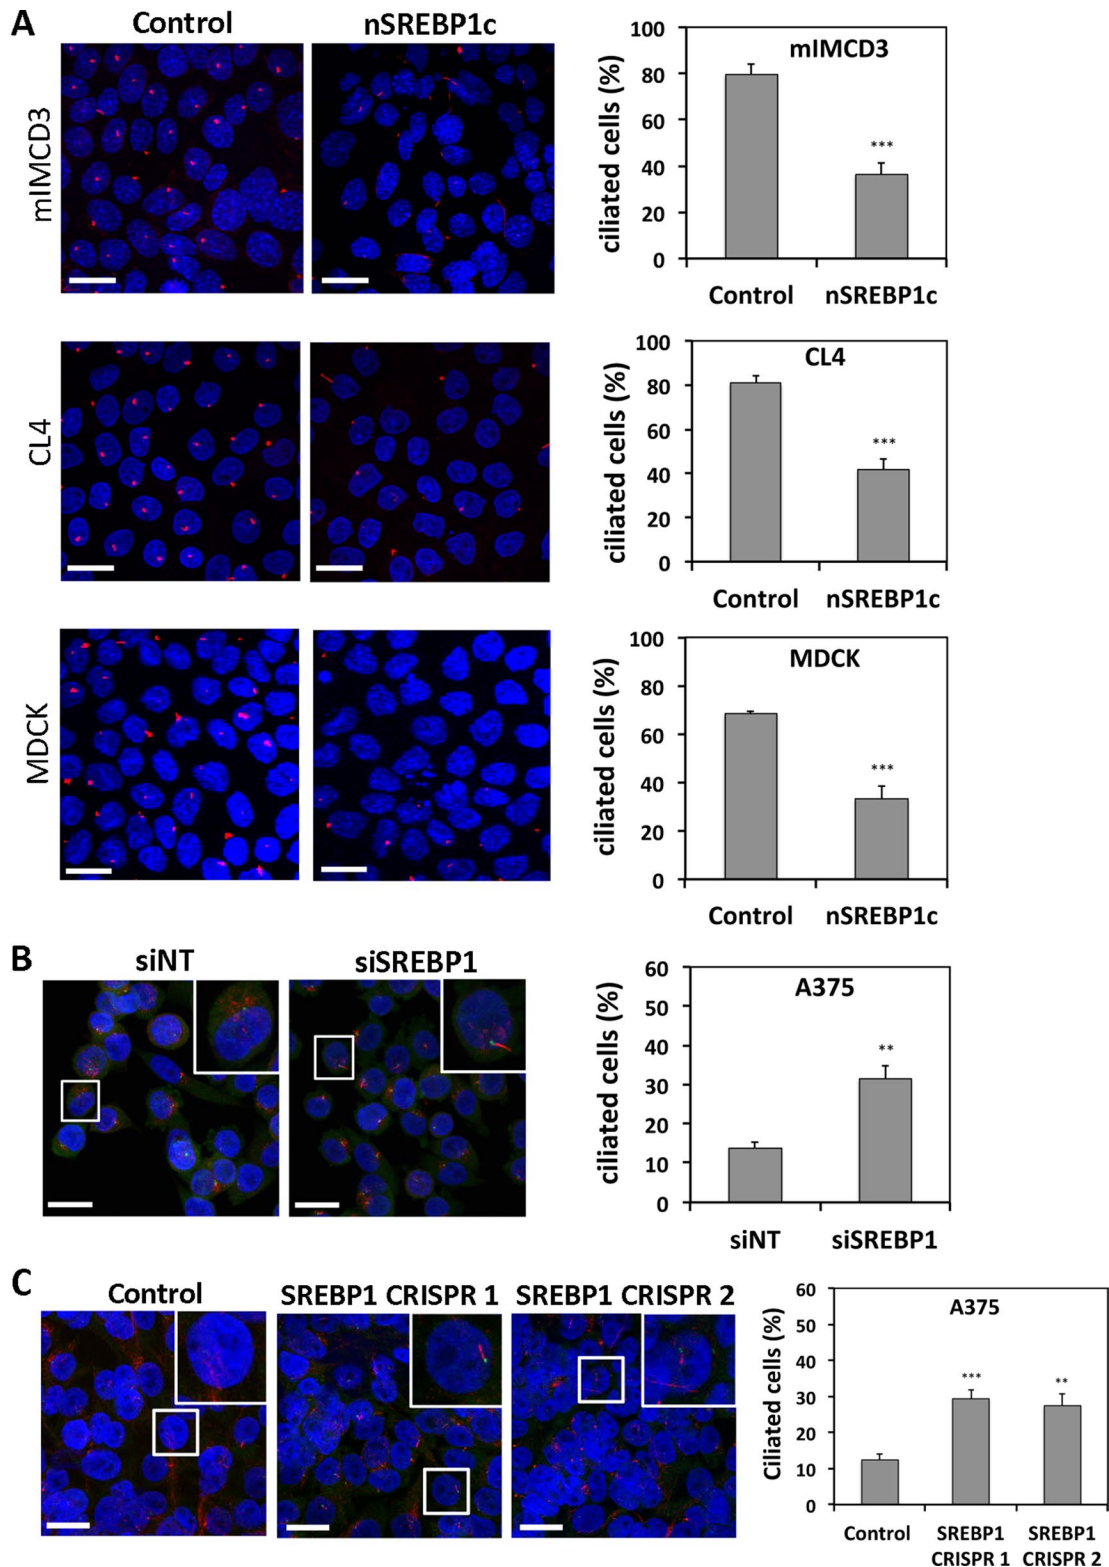 A
Control
nSREBP1c
mIMCD3
ciliated cells (%)
100
80
60
40
20
0
mIMCD3
***
Control
nSREBP1c
CL4
ciliated cells (%)
100
80
60
40
20
0
CL4
***
Control
nSREBP1c
MDCK
ciliated cells (%)
100
80
60
40
20
0
MDCK
***
Control
nSREBP1c
B
siNT
siSREBP1
ciliated cells (%)
60
50
40
30
20
10
0
A375
**
siNT
siSREBP1
C
Control
SREBP1 CRISPR 1
SREBP1 CRISPR 2
Ciliated cells (%)
60
50
40
30
20
10
0
A375
***
**
Control
SREBP1
CRISPR 1
SREBP1
CRISPR 2